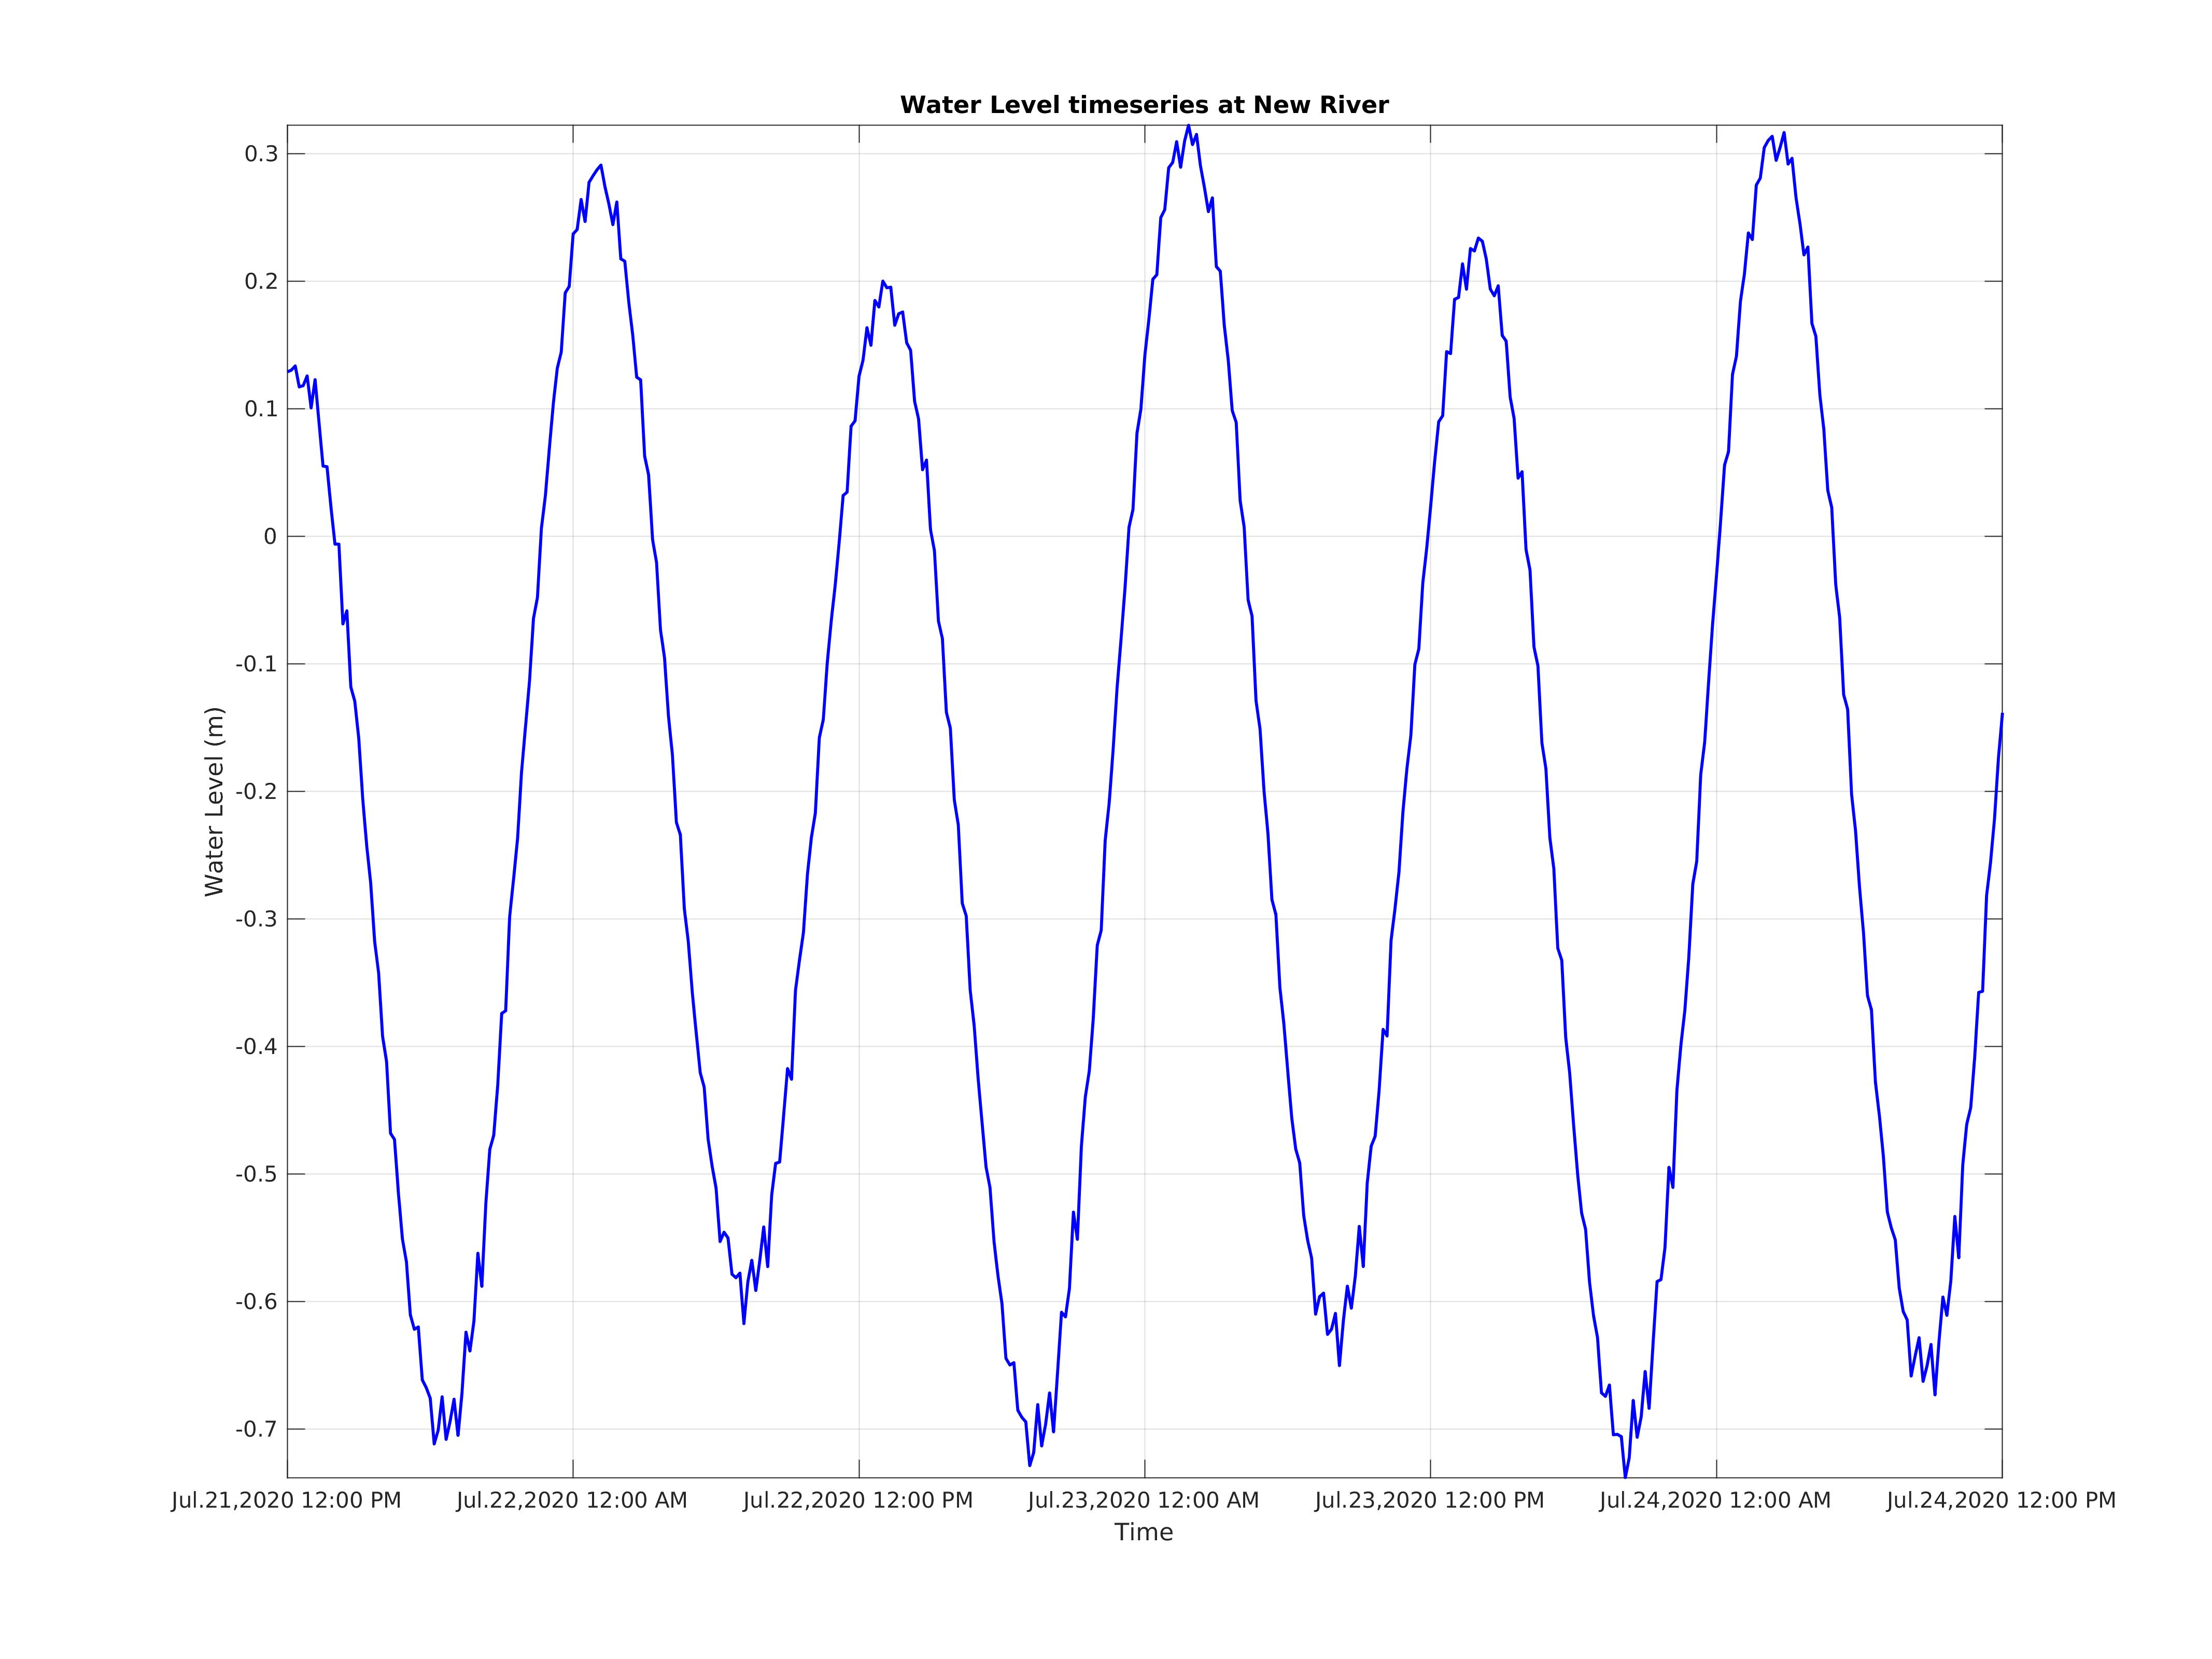 Water Level timeseries at New River
0.3
0.2
0.1
0
-0.1
-0.2
-0.3
-0.4
-0.5
-0.6
-0.7
Water Level (m)
Jul.21,2020 12:00 PM
Jul.22,2020 12:00 AM
Jul.22,2020 12:00 PM
Jul.23,2020 12:00 AM
Jul.23,2020 12:00 PM
Jul.24,2020 12:00 AM
Jul.24,2020 12:00 PM
Time